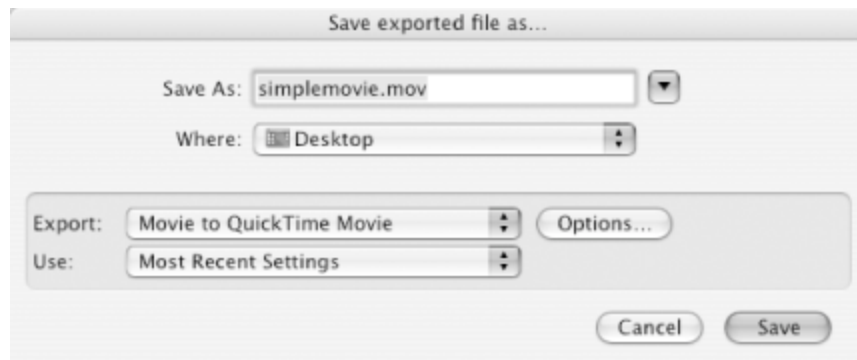 Save exported file as...
Save As: simplemovie.mov
Where: Desktop
Export: Movie to QuickTime Movie Options...
Use: Most Recent Settings
Cancel Save